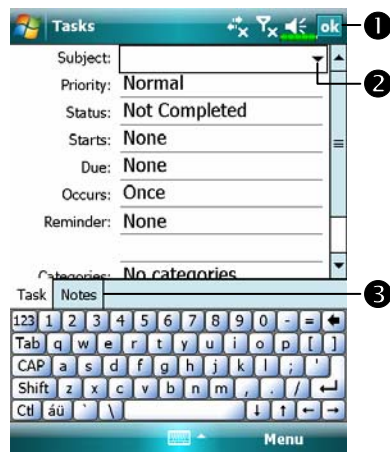 Tasks ok 1
Subject:
2
Priority: Normal
Status: Not Completed
Starts: None
Due: None
Occurs: Once
Reminder: None
Categories: No categories
Task Notes 3
123 1 2 3 4 5 6 7 8 9 0 - =
Tab q w e r t y u i o p [ ]
CAP a s d f g h j k l ; '
Shift z x c v b n m , . /
Ctl áü ` \
Menu